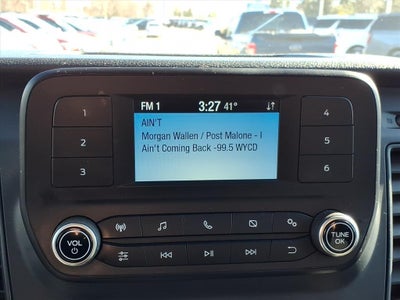 FM 1 3:27 41°
AIN'T
Morgan Wallen / Post Malone - I
Ain't Coming Back -99.5 WYCD
1
2
3
4
5
6
VOL
TUNE
OK